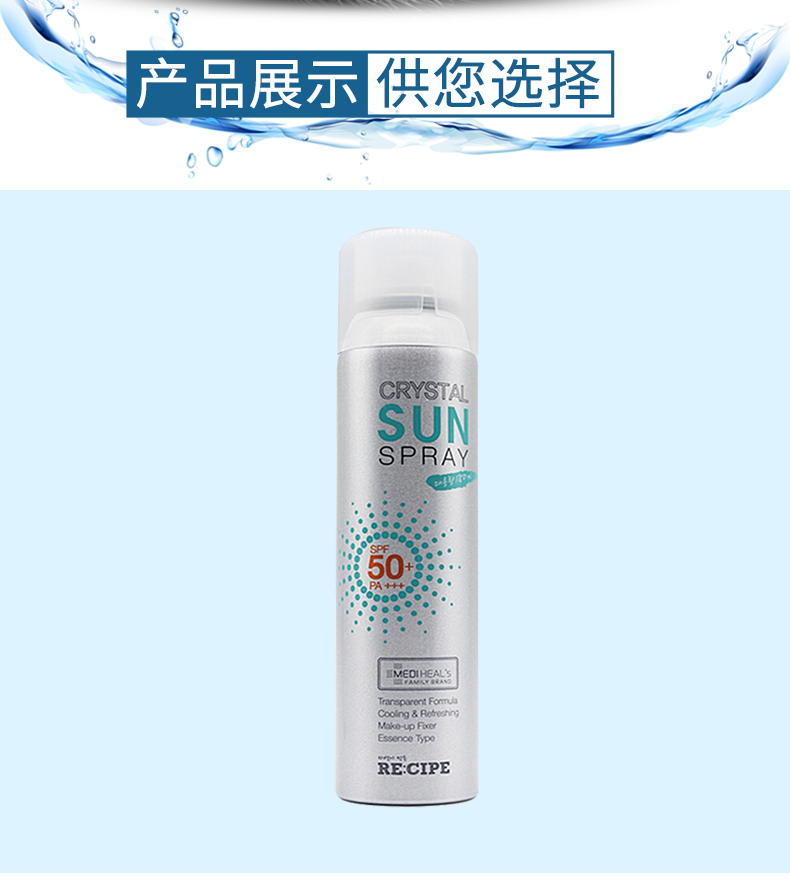 产品展示 供您选择
CRYSTAL
SUN
SPRAY
SPF
50+
PA +++
MEDIHEAL's
FAMILY BRAND
Transparent Formula
Cooling & Refreshing
Make-up Fixer
Essence Type
RE:CIPE